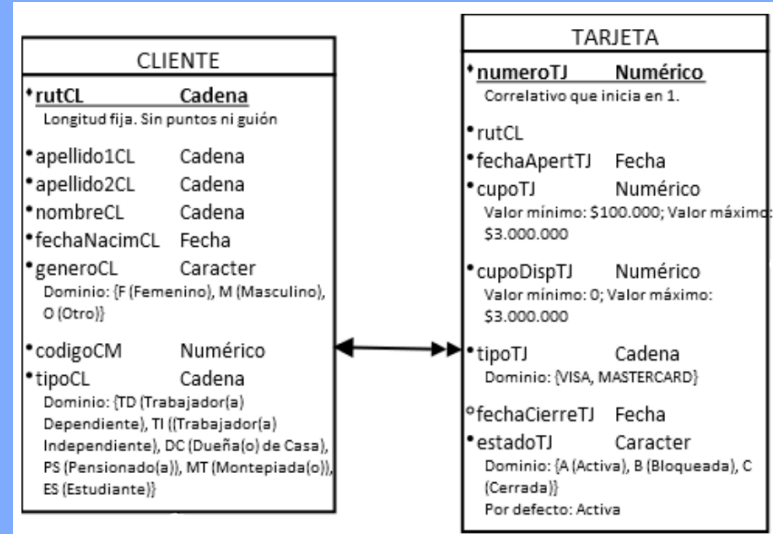 CLIENTE
rutCL Cadena
Longitud fija. Sin puntos ni guión
apellido1CL Cadena
apellido2CL Cadena
nombreCL Cadena
fechaNacimCL Fecha
generoCL Caracter
Dominio: {F (Femenino), M (Masculino),
O (Otro)}
codigoCM Numérico
tipoCL Cadena
Dominio: {TD (Trabajador(a)
Dependiente), TI ((Trabajador(a)
Independiente), DC (Dueña(o) de Casa),
PS (Pensionado(a)), MT (Montepiada(o)),
ES (Estudiante)}
TARJETA
numeroTJ Numérico
Correlativo que inicia en 1.
rutCL
fechaApertTJ Fecha
cupoTJ Numérico
Valor mínimo: $100.000; Valor máximo:
$3.000.000
cupoDispTJ Numérico
Valor mínimo: 0; Valor máximo:
$3.000.000
tipoTJ Cadena
Dominio: {VISA, MASTERCARD}
fechaCierreTJ Fecha
estadoTJ Caracter
Dominio: {A (Activa), B (Bloqueada), C
(Cerrada)}
Por defecto: Activa